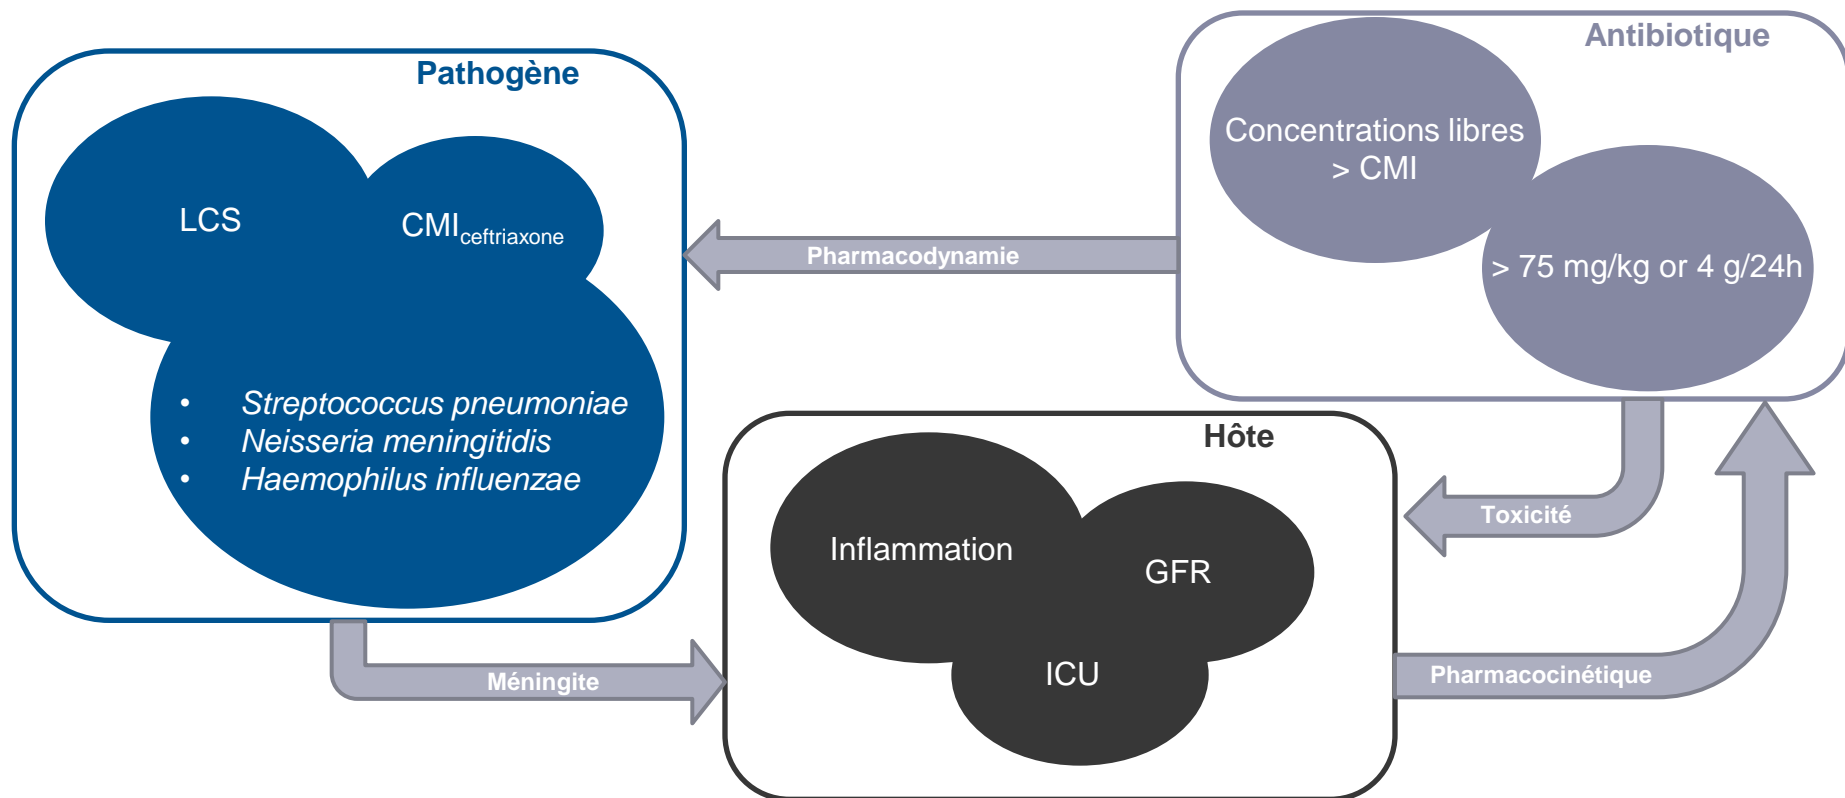 Pathogène
LCS
CMIceftriaxone
• Streptococcus pneumoniae
• Neisseria meningitidis
• Haemophilus influenzae
Pharmacodynamie
Antibiotique
Concentrations libres
> CMI
> 75 mg/kg or 4 g/24h
Hôte
Inflammation
GFR
ICU
Toxicité
Méningite
Pharmacocinétique